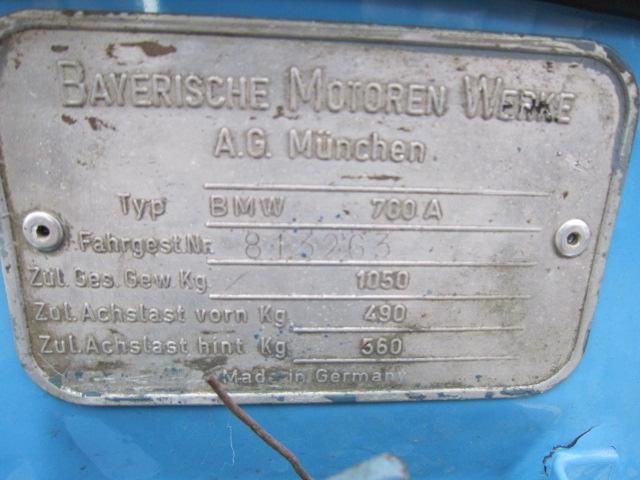 BAYERISCHE MOTOREN WERKE
A.G. München
Typ BMW 700 A
Fahrgest Nr. 813263
Zul. Ges. Gew Kg 1050
Zul. Achslast vorn Kg 490
Zul. Achslast hint Kg 560
Made in Germany